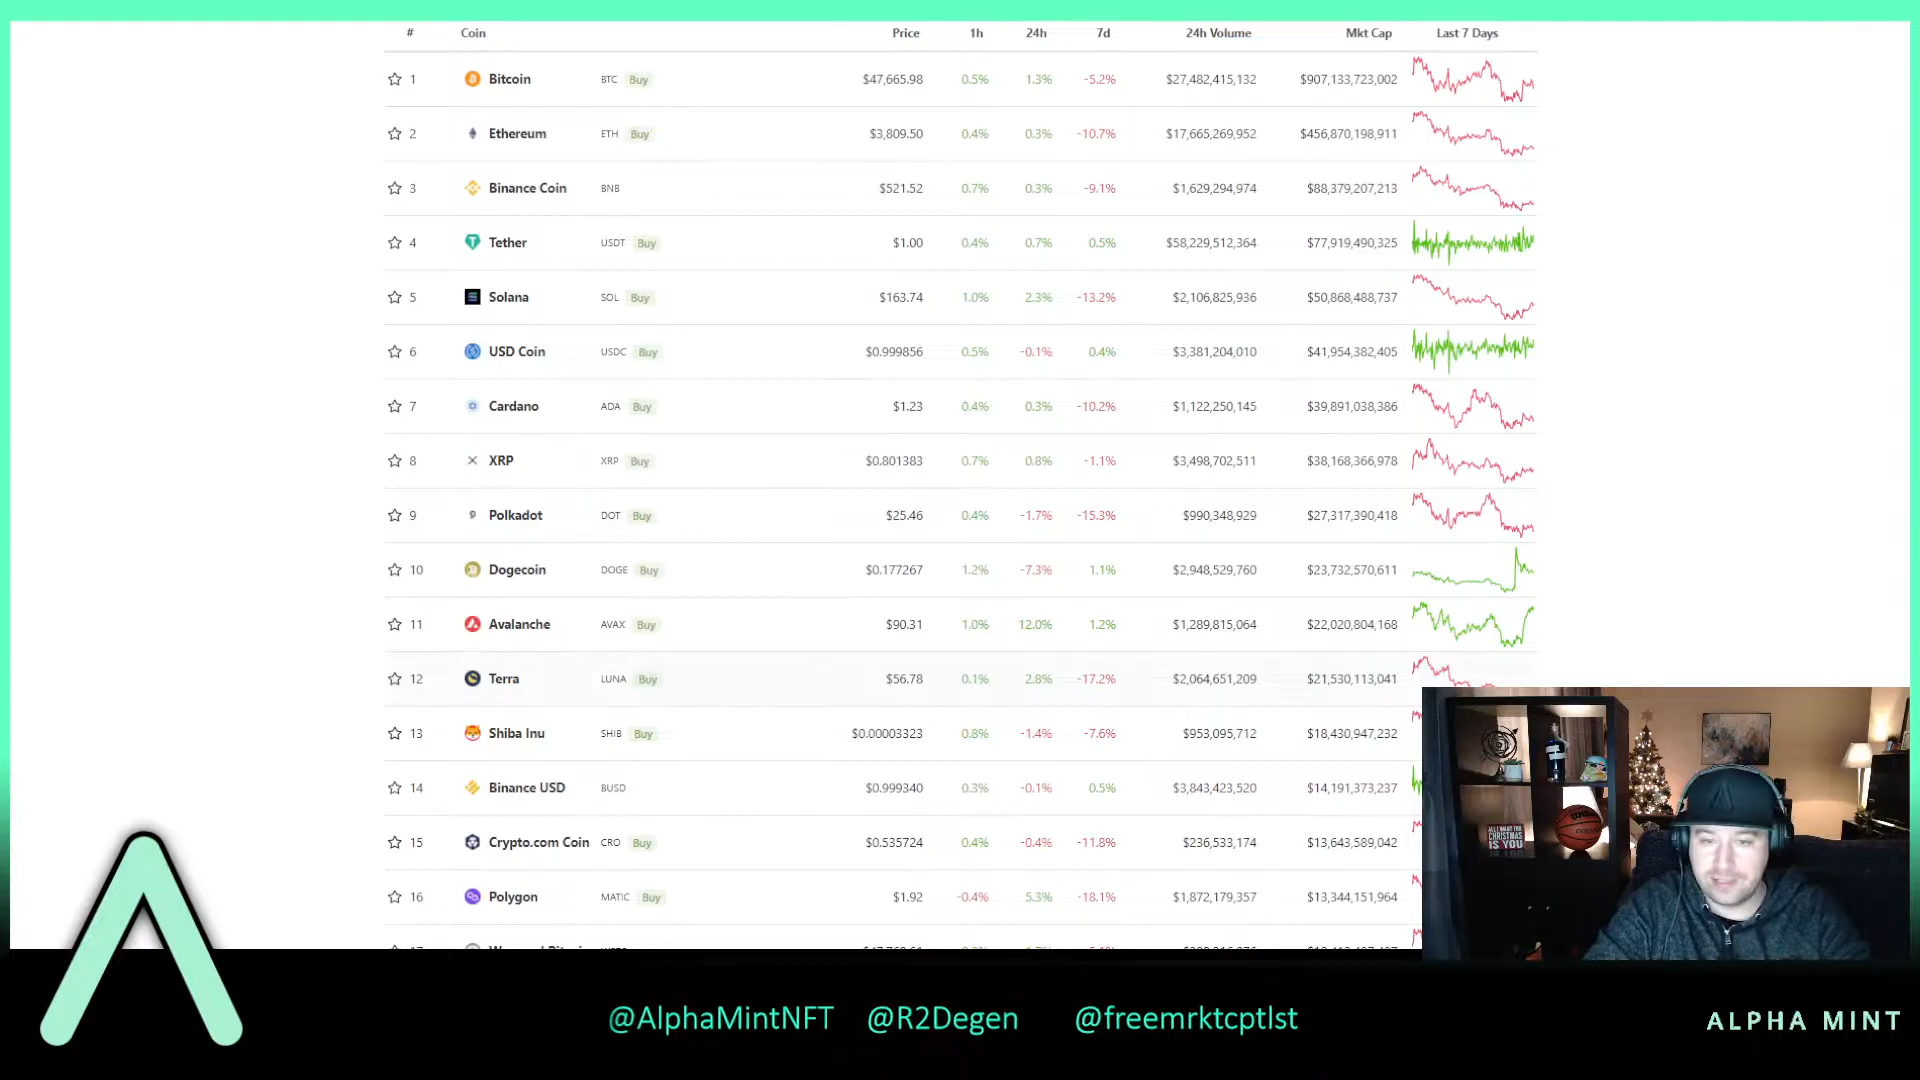 # Coin Price 1h 24h 7d 24h Volume Mkt Cap Last 7 Days
1 Bitcoin BTC Buy $47,665.98 0.5% 1.3% -5.2% $27,482,415,132 $907,133,723,002
2 Ethereum ETH Buy $3,809.50 0.4% 0.3% -10.7% $17,665,269,952 $456,870,198,911
3 Binance Coin BNB $521.52 0.7% 0.3% -9.1% $1,629,294,974 $88,379,207,213
4 Tether USDT Buy $1.00 0.4% 0.7% 0.5% $58,229,512,364 $77,919,490,325
5 Solana SOL Buy $163.74 1.0% 2.3% -13.2% $2,106,825,936 $50,868,488,737
6 USD Coin USDC Buy $0.999856 0.5% -0.1% 0.4% $3,381,204,010 $41,954,382,405
7 Cardano ADA Buy $1.23 0.4% 0.3% -10.2% $1,122,250,145 $39,891,038,386
8 XRP XRP Buy $0.801383 0.7% 0.8% -1.1% $3,498,702,511 $38,168,366,978
9 Polkadot DOT Buy $25.46 0.4% -1.7% -15.3% $990,348,929 $27,317,390,418
10 Dogecoin DOGE Buy $0.177267 1.2% -7.3% 1.1% $2,948,529,760 $23,732,570,611
11 Avalanche AVAX Buy $90.31 1.0% 12.0% 1.2% $1,289,815,064 $22,020,804,168
12 Terra LUNA Buy $56.78 0.1% 2.8% -17.2% $2,064,651,209 $21,530,113,041
13 Shiba Inu SHIB Buy $0.00003323 0.8% -1.4% -7.6% $953,095,712 $18,430,947,232
14 Binance USD BUSD $0.999340 0.3% -0.1% 0.5% $3,843,423,520 $14,191,373,237
15 Crypto.com Coin CRO Buy $0.535724 0.4% -0.4% -11.8% $236,533,174 $13,643,589,042
16 Polygon MATIC Buy $1.92 -0.4% 5.3% -18.1% $1,872,179,357 $13,344,151,964
ALL I WANT FOR
CHRISTMAS
IS YOU
@AlphaMintNFT @R2Degen @freemrktcptlst
ALPHA MINT